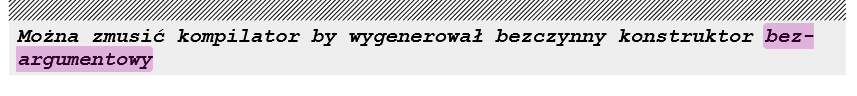 Można zmusić kompilator by wygenerował bezczynny konstruktor bez-
argumentowy